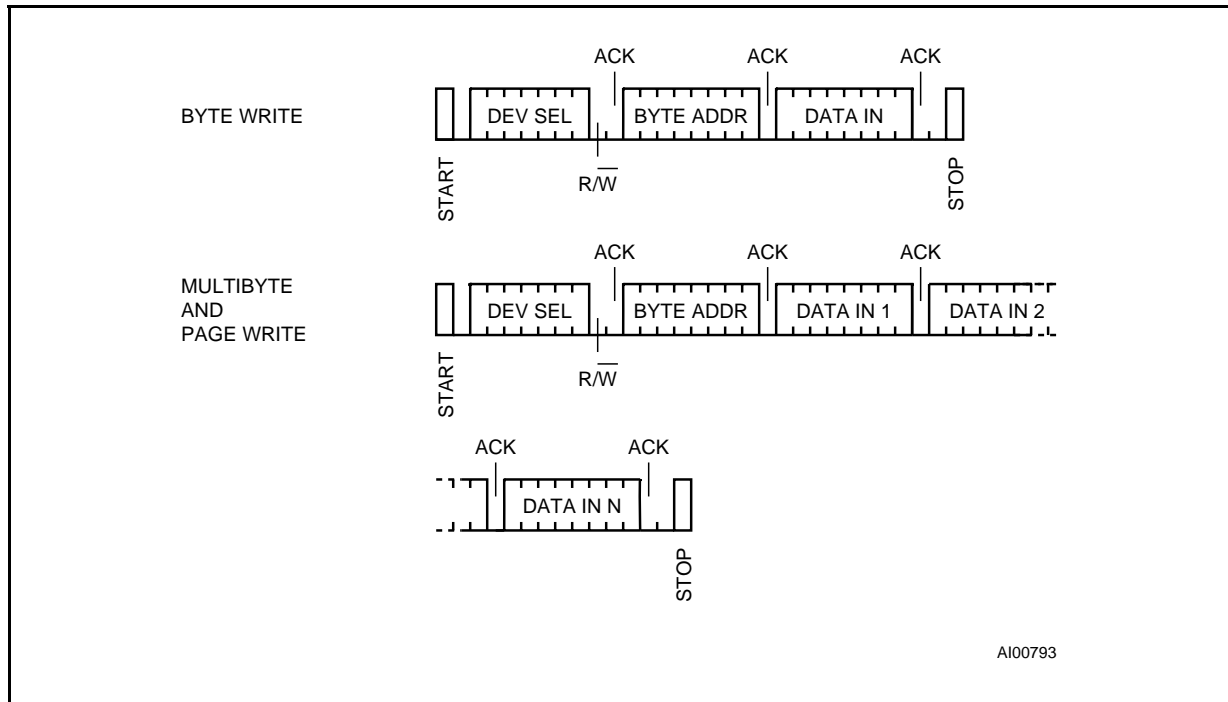 ACK ACK ACK
BYTE WRITE DEV SEL BYTE ADDR DATA IN
R/W̅
START STOP
ACK ACK ACK
MULTIBYTE
AND
PAGE WRITE
DEV SEL BYTE ADDR DATA IN 1 DATA IN 2
R/W̅
START
ACK ACK
DATA IN N
STOP
AI00793